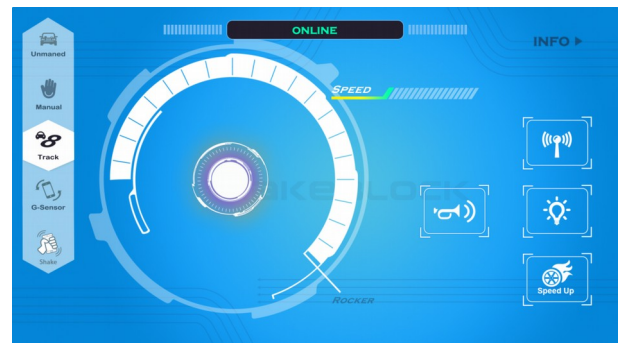 ONLINE
INFO
Unmaned
Manual
Track
G-Sensor
Shake
SPEED
ROCKER
Speed Up